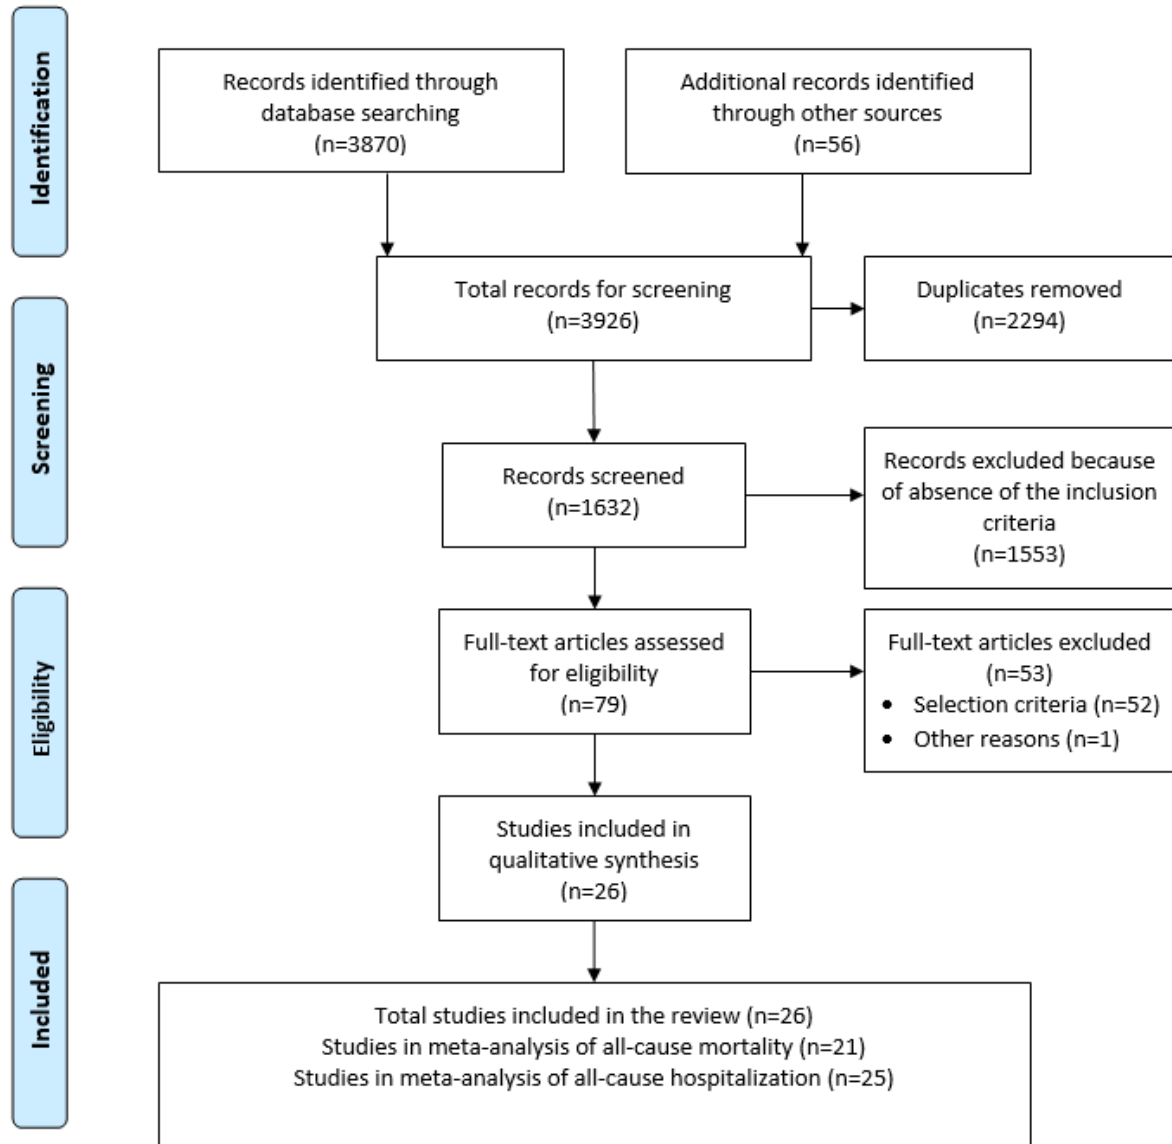 Identification
Records identified through
database searching
(n=3870)
Additional records identified
through other sources
(n=56)
Total records for screening
(n=3926)
Duplicates removed
(n=2294)
Screening
Records screened
(n=1632)
Records excluded because
of absence of the inclusion
criteria
(n=1553)
Eligibility
Full-text articles assessed
for eligibility
(n=79)
Full-text articles excluded
(n=53)
• Selection criteria (n=52)
• Other reasons (n=1)
Studies included in
qualitative synthesis
(n=26)
Included
Total studies included in the review (n=26)
Studies in meta-analysis of all-cause mortality (n=21)
Studies in meta-analysis of all-cause hospitalization (n=25)